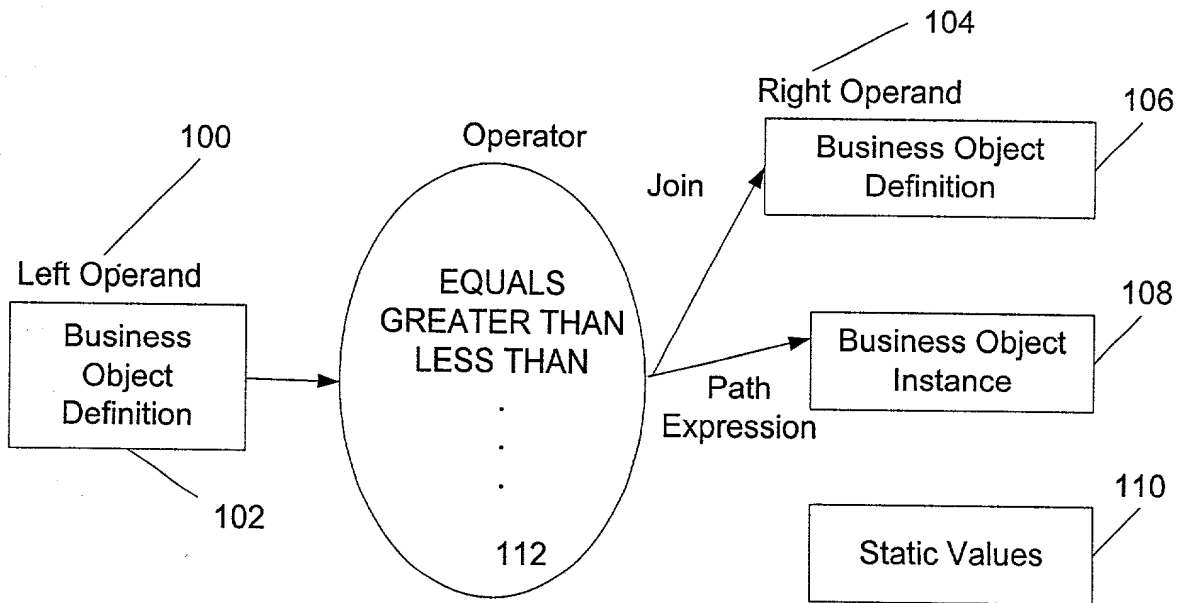 104
Right Operand
106
Business Object
Definition
Operator
100
Join
Left Operand
Business
Object
Definition
EQUALS
GREATER THAN
LESS THAN
.
.
.
108
Business Object
Instance
Path
Expression
102
112
110
Static Values